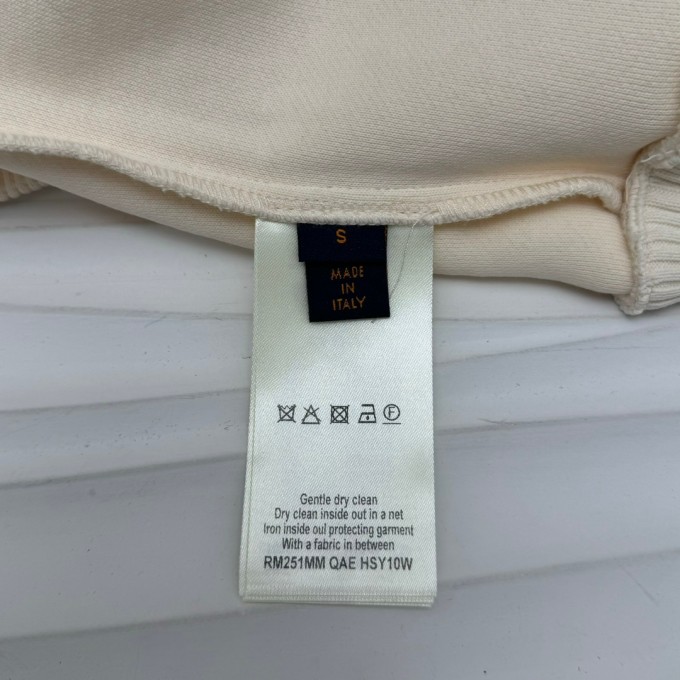 S
MADE
IN
ITALY
F
Gentle dry clean
Dry clean inside out in a net
Iron inside oul protecting garment
With a fabric in between
RM251MM QAE HSY10W